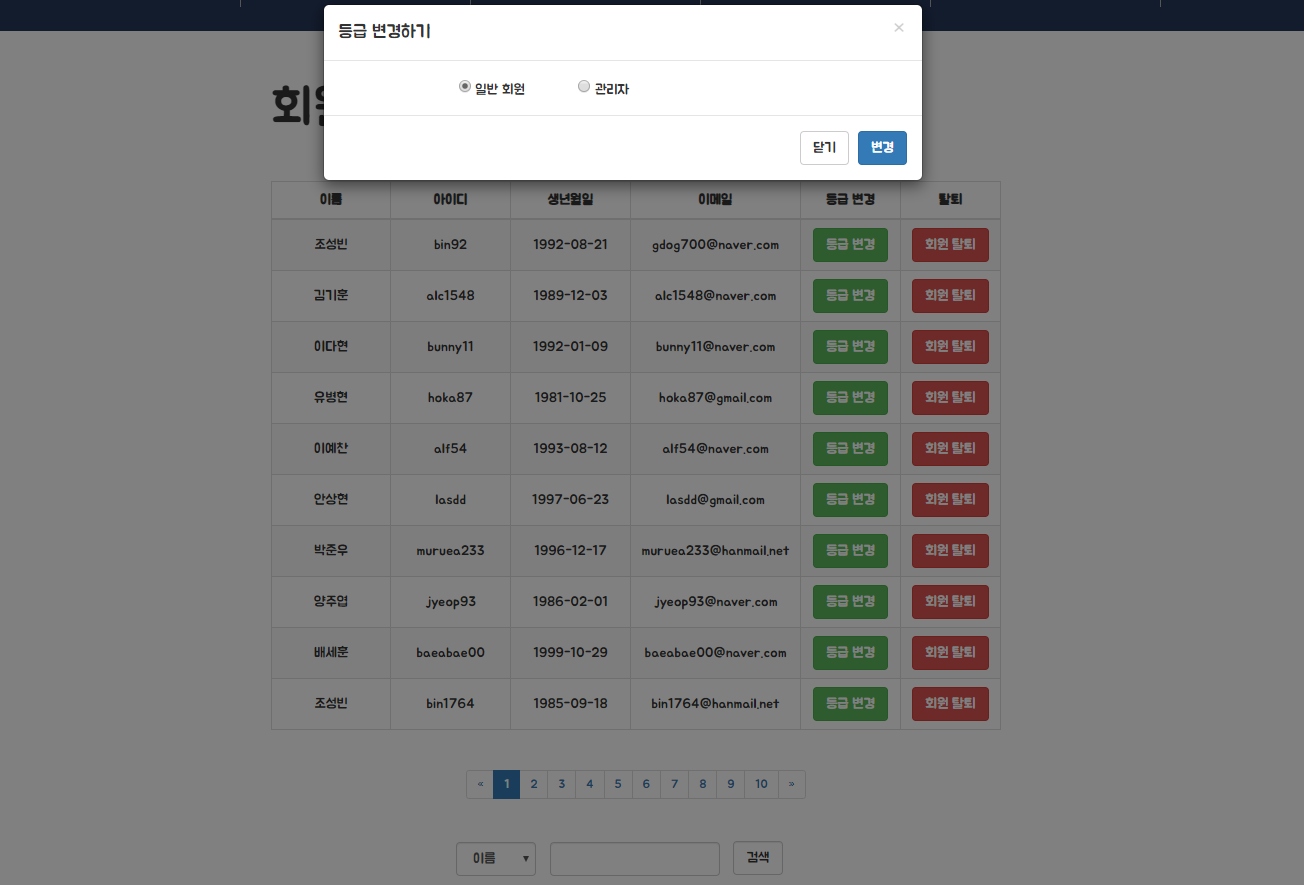 등급 변경하기 ×
일반 회원 관리자
회원
닫기 변경
이름 아이디 생년월일 이메일 등급 변경 탈퇴
조성빈 bin92 1992-08-21 gdog700@naver.com 등급 변경 회원 탈퇴
김기훈 alc1548 1989-12-03 alc1548@naver.com 등급 변경 회원 탈퇴
이다현 bunny11 1992-01-09 bunny11@naver.com 등급 변경 회원 탈퇴
유병현 hoka87 1981-10-25 hoka87@gmail.com 등급 변경 회원 탈퇴
이예찬 alf54 1993-08-12 alf54@naver.com 등급 변경 회원 탈퇴
안상현 lasdd 1997-06-23 lasdd@gmail.com 등급 변경 회원 탈퇴
박준우 muruea233 1996-12-17 muruea233@hanmail.net 등급 변경 회원 탈퇴
양주엽 jyeop93 1986-02-01 jyeop93@naver.com 등급 변경 회원 탈퇴
배세훈 baeabae00 1999-10-29 baeabae00@naver.com 등급 변경 회원 탈퇴
조성빈 bin1764 1985-09-18 bin1764@hanmail.net 등급 변경 회원 탈퇴
« 1 2 3 4 5 6 7 8 9 10 »
이름 ▼ 검색